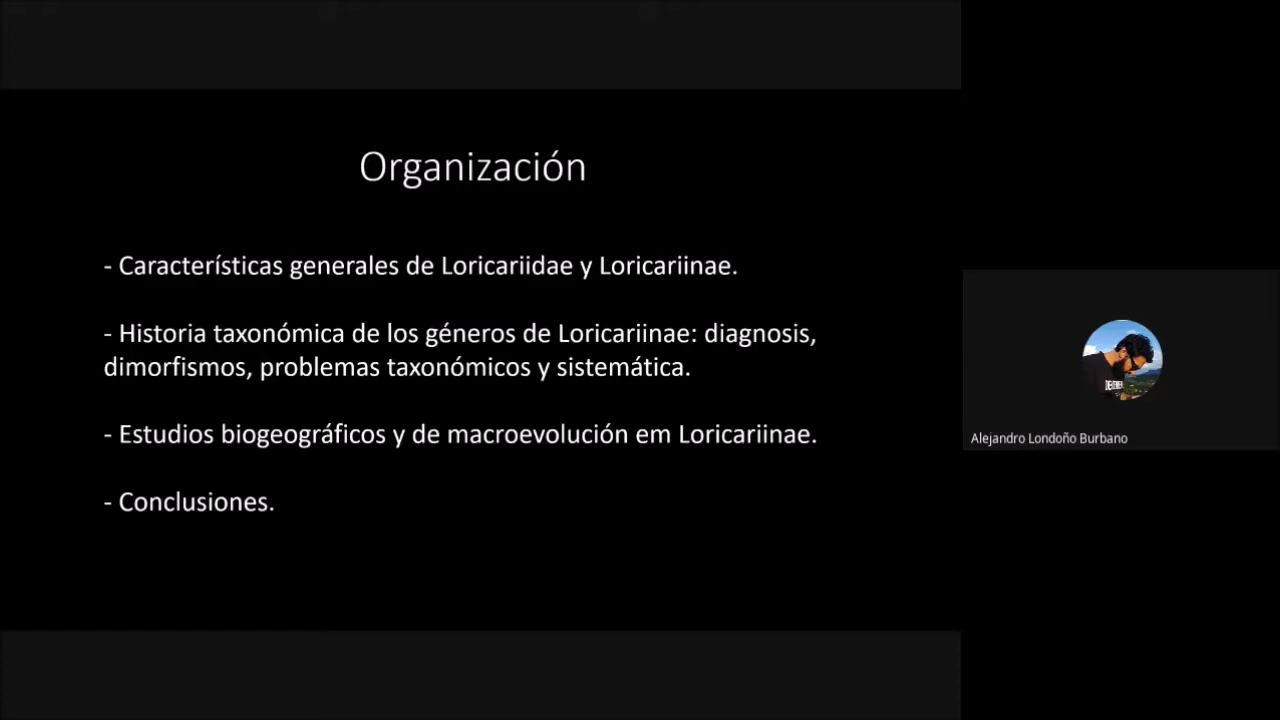 Organización
- Características generales de Loricariidae y Loricariinae.
- Historia taxonómica de los géneros de Loricariinae: diagnosis,
dimorfismos, problemas taxonómicos y sistemática.
- Estudios biogeográficos y de macroevolución em Loricariinae.
- Conclusiones.
Alejandro Londoño Burbano